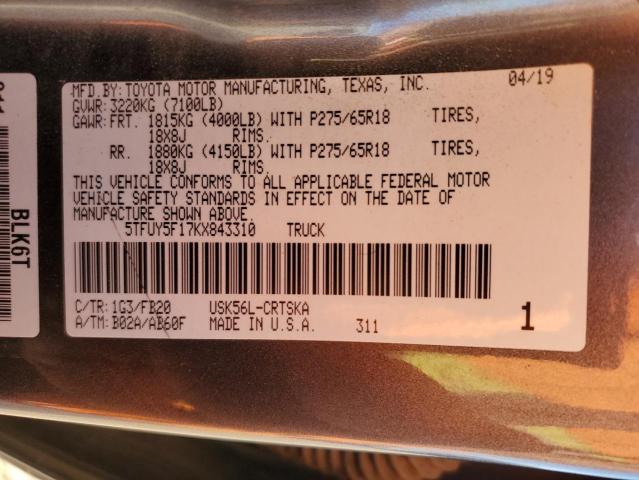 MFD.BY:TOYOTA MOTOR MANUFACTURING, TEXAS, INC. 04/19
GVWR: 3220KG (7100LB)
GAWR: FRT. 1815KG (4000LB) WITH P275/65R18 TIRES,
18X8J RIMS.
RR. 1880KG (4150LB) WITH P275/65R18 TIRES,
18X8J RIMS.
THIS VEHICLE CONFORMS TO ALL APPLICABLE FEDERAL MOTOR
VEHICLE SAFETY STANDARDS IN EFFECT ON THE DATE OF
MANUFACTURE SHOWN ABOVE.
5TFUY5F17KX843310 TRUCK
C/TR: 1G3/FB20 USK56L-CRTSKA
A/TM: B02A/AB60F MADE IN U.S.A. 311 1
BLK6T